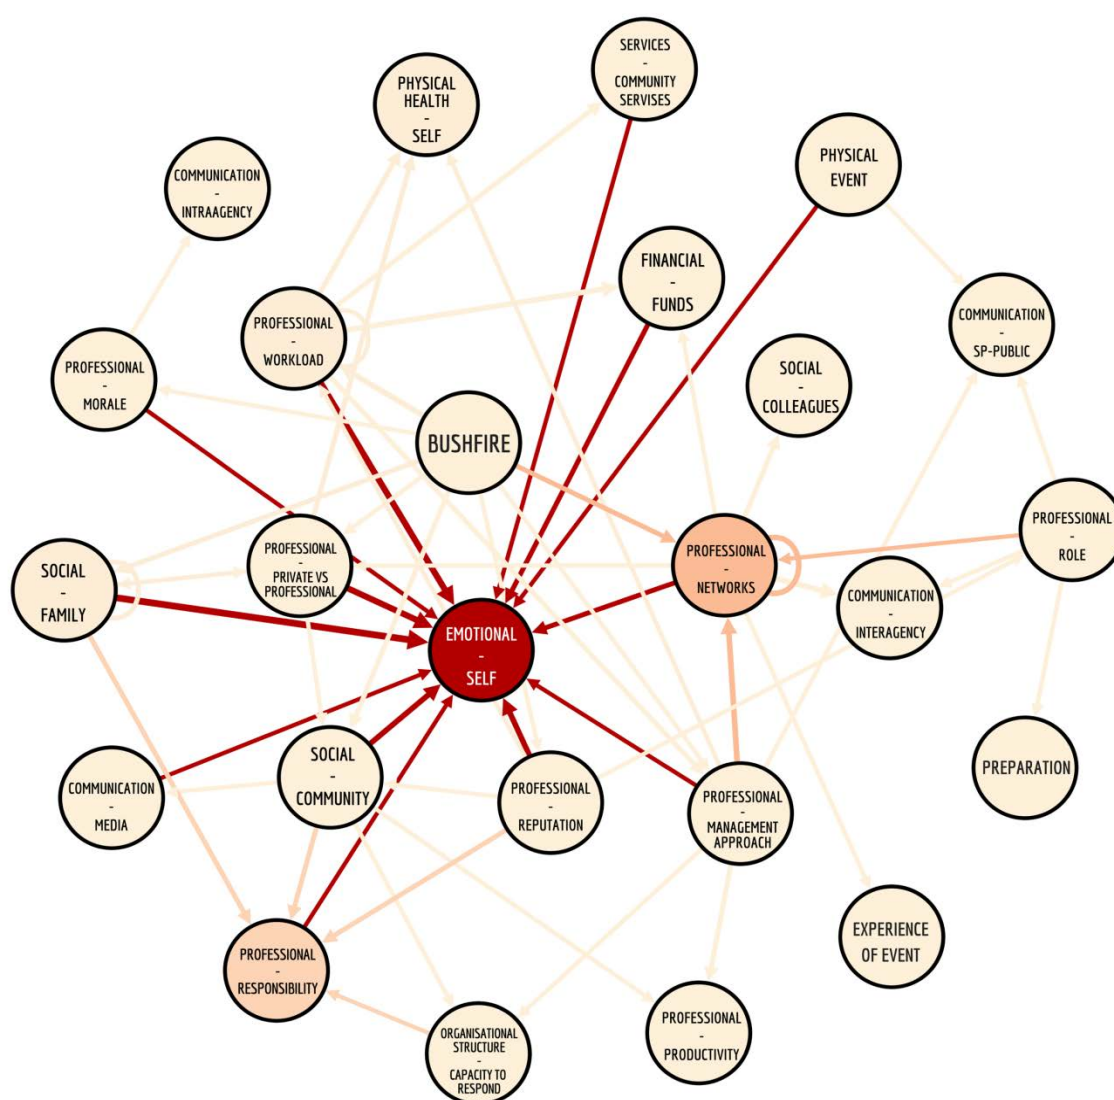 SERVICES
-
COMMUNITY
SERVISES
PHYSICAL
HEALTH
-
SELF
PHYSICAL
EVENT
COMMUNICATION
-
INTRAAGENCY
FINANCIAL
-
FUNDS
PROFESSIONAL
-
WORKLOAD
COMMUNICATION
-
SP-PUBLIC
PROFESSIONAL
-
MORALE
SOCIAL
-
COLLEAGUES
BUSHFIRE
PROFESSIONAL
-
ROLE
PROFESSIONAL
-
PRIVATE VS
PROFESSIONAL
PROFESSIONAL
-
NETWORKS
SOCIAL
-
FAMILY
COMMUNICATION
-
INTERAGENCY
EMOTIONAL
-
SELF
PREPARATION
SOCIAL
-
COMMUNITY
COMMUNICATION
-
MEDIA
PROFESSIONAL
-
REPUTATION
PROFESSIONAL
-
MANAGEMENT
APPROACH
EXPERIENCE
OF EVENT
PROFESSIONAL
-
RESPONSIBILITY
PROFESSIONAL
-
PRODUCTIVITY
ORGANISATIONAL
STRUCTURE
-
CAPACITY TO
RESPOND